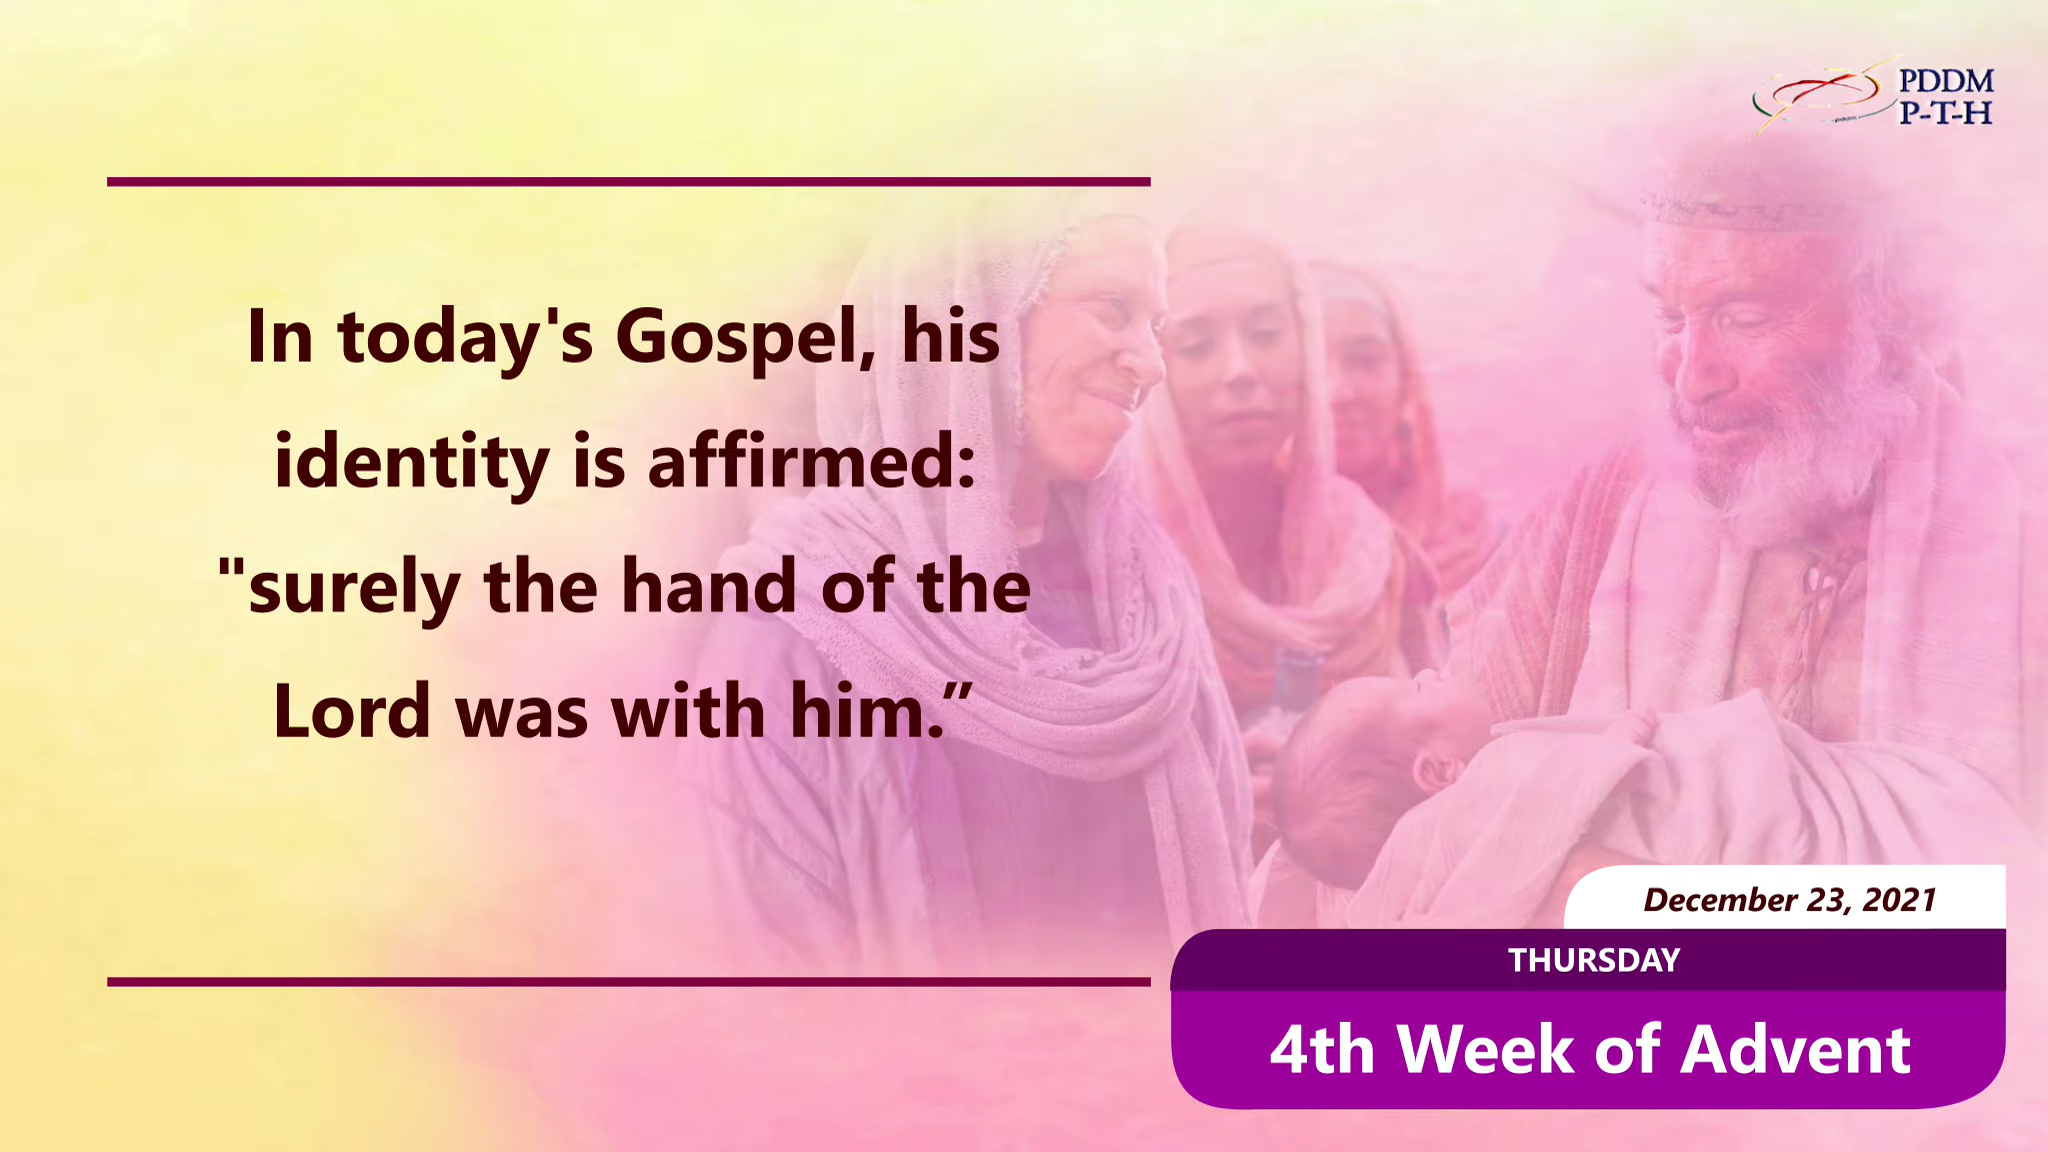 PDDM
P-T-H
pddm
In today's Gospel, his
identity is affirmed:
"surely the hand of the
Lord was with him.”
December 23, 2021
THURSDAY
4th Week of Advent